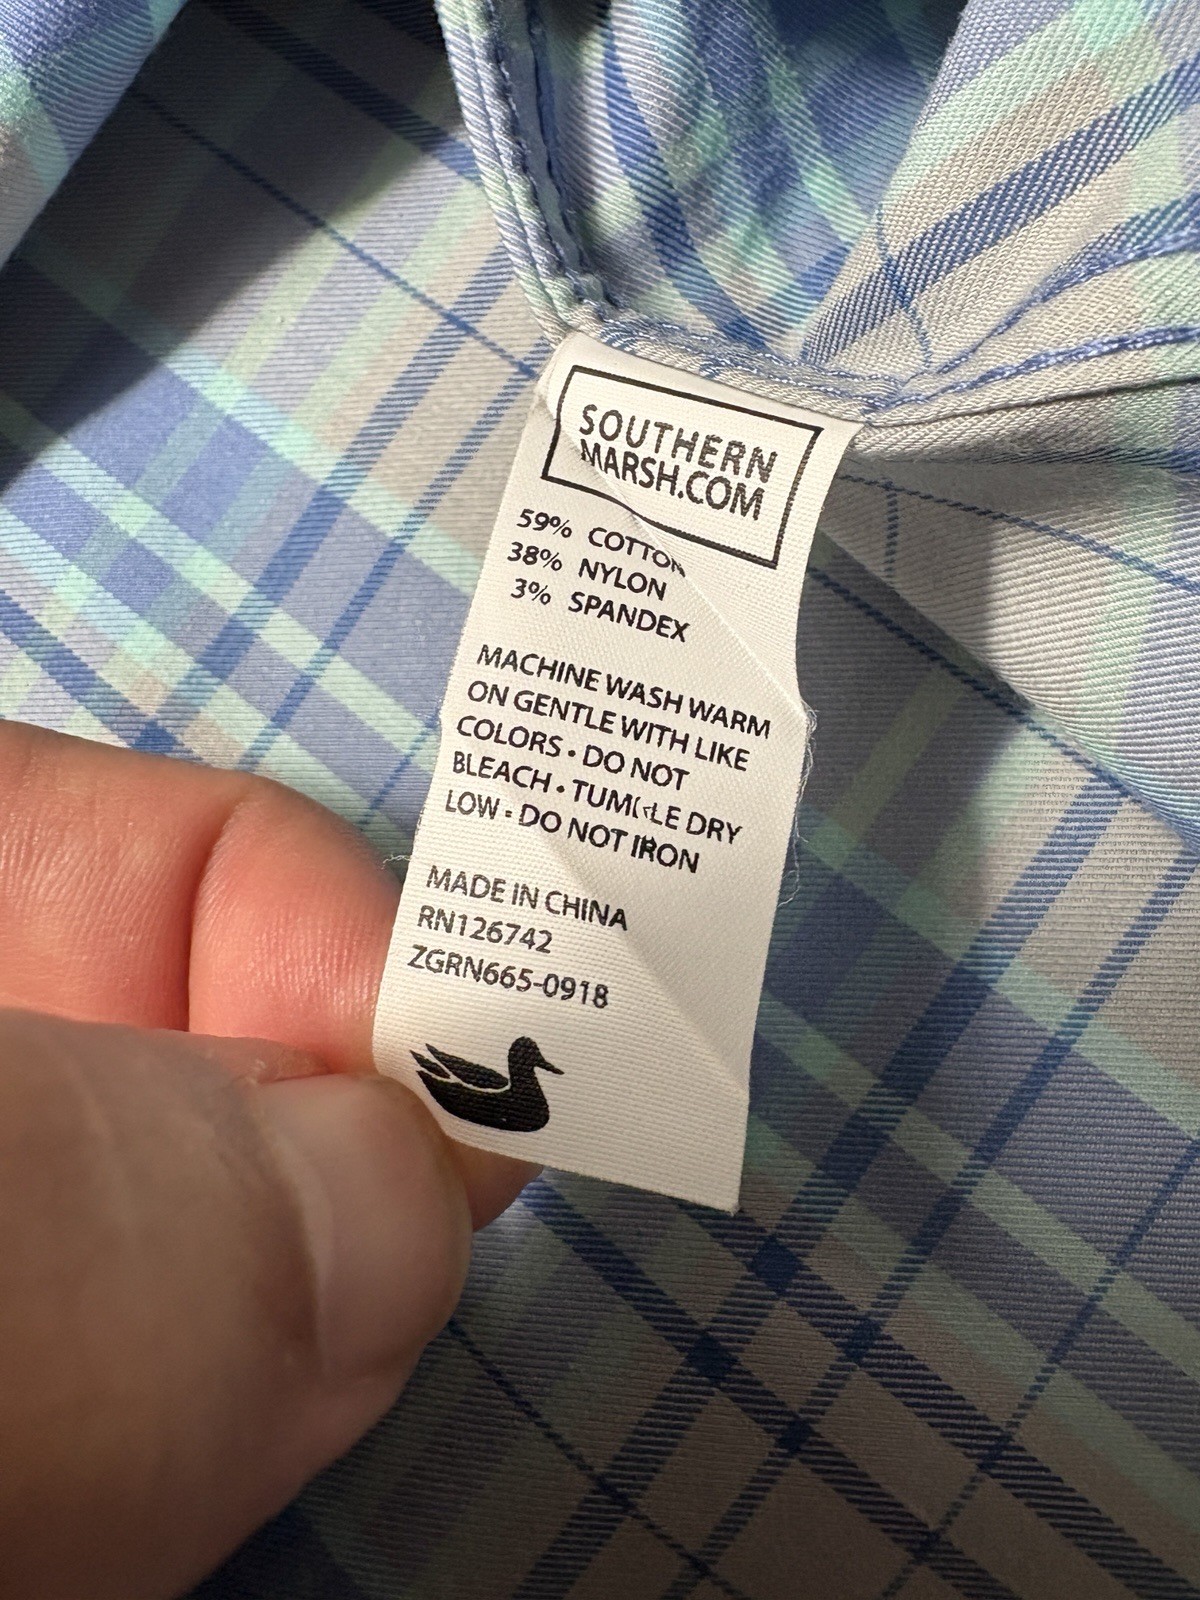 SOUTHERN
MARSH.COM
59% COTTON
38% NYLON
3% SPANDEX
MACHINE WASH WARM
ON GENTLE WITH LIKE
COLORS • DO NOT
BLEACH • TUMBLE DRY
LOW • DO NOT IRON
MADE IN CHINA
RN126742
ZGRN665-0918